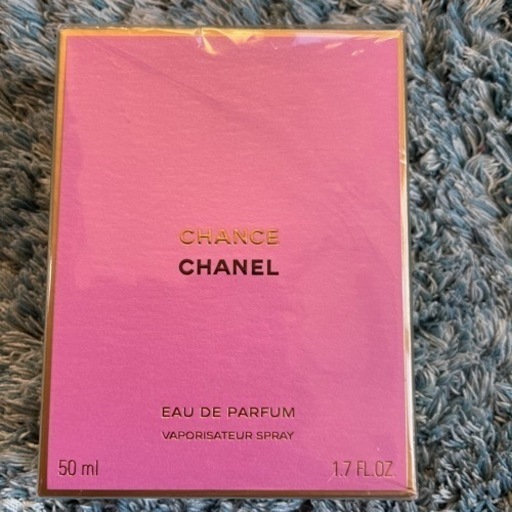 CHANCE
CHANEL
EAU DE PARFUM
VAPORISATEUR SPRAY
50 ml 1.7 FL.OZ